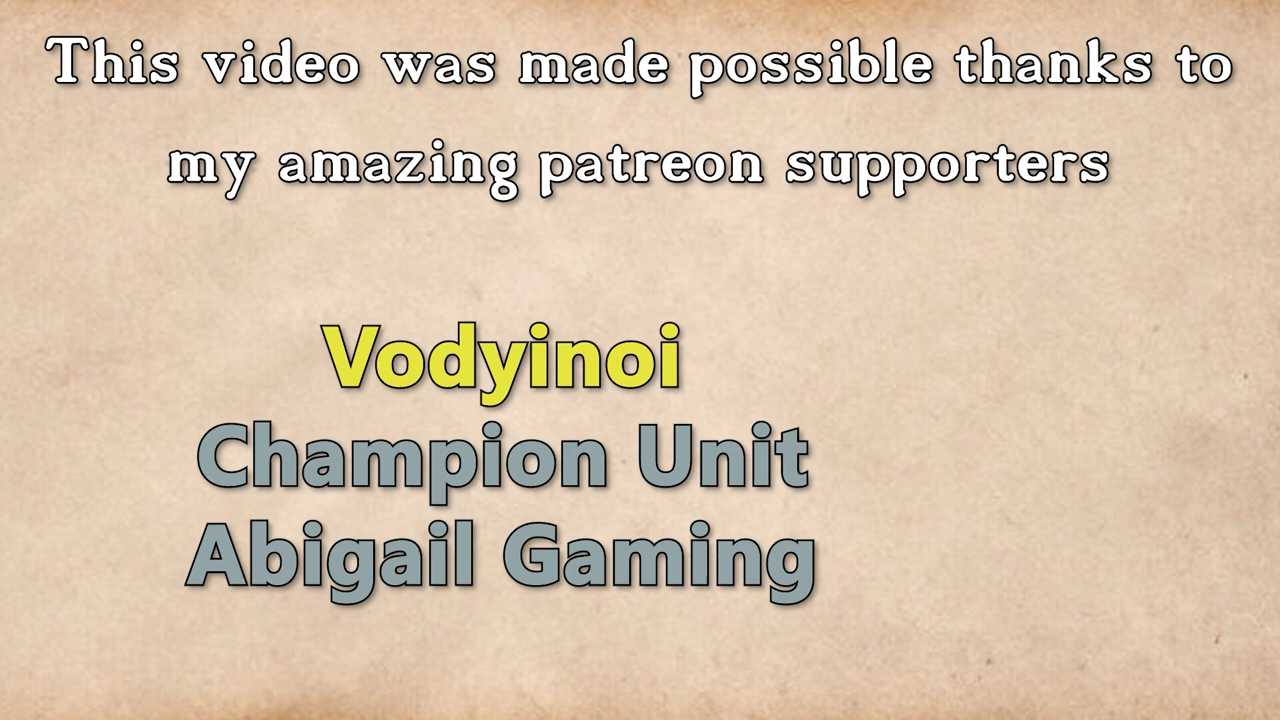 This video was made possible thanks to
my amazing patreon supporters
Vodyinoi
Champion Unit
Abigail Gaming